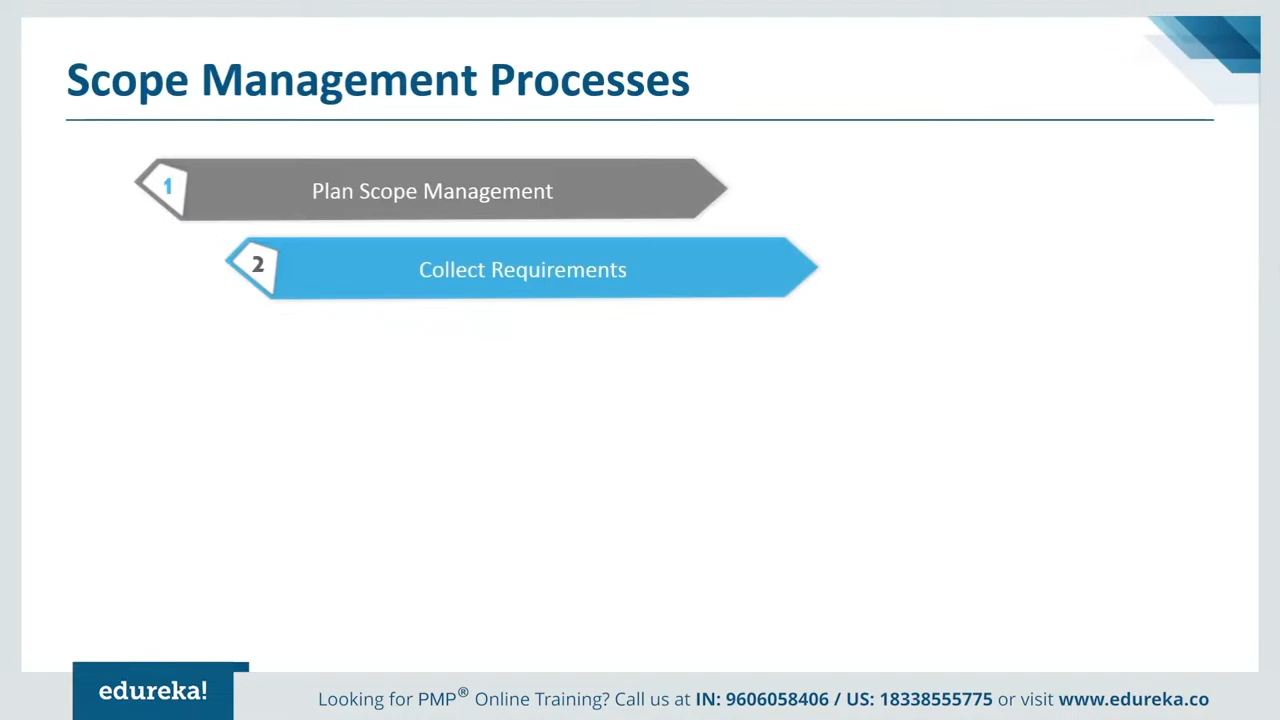 Scope Management Processes
1
Plan Scope Management
2
Collect Requirements
edureka!
Looking for PMP® Online Training? Call us at IN: 9606058406 / US: 18338555775 or visit www.edureka.co